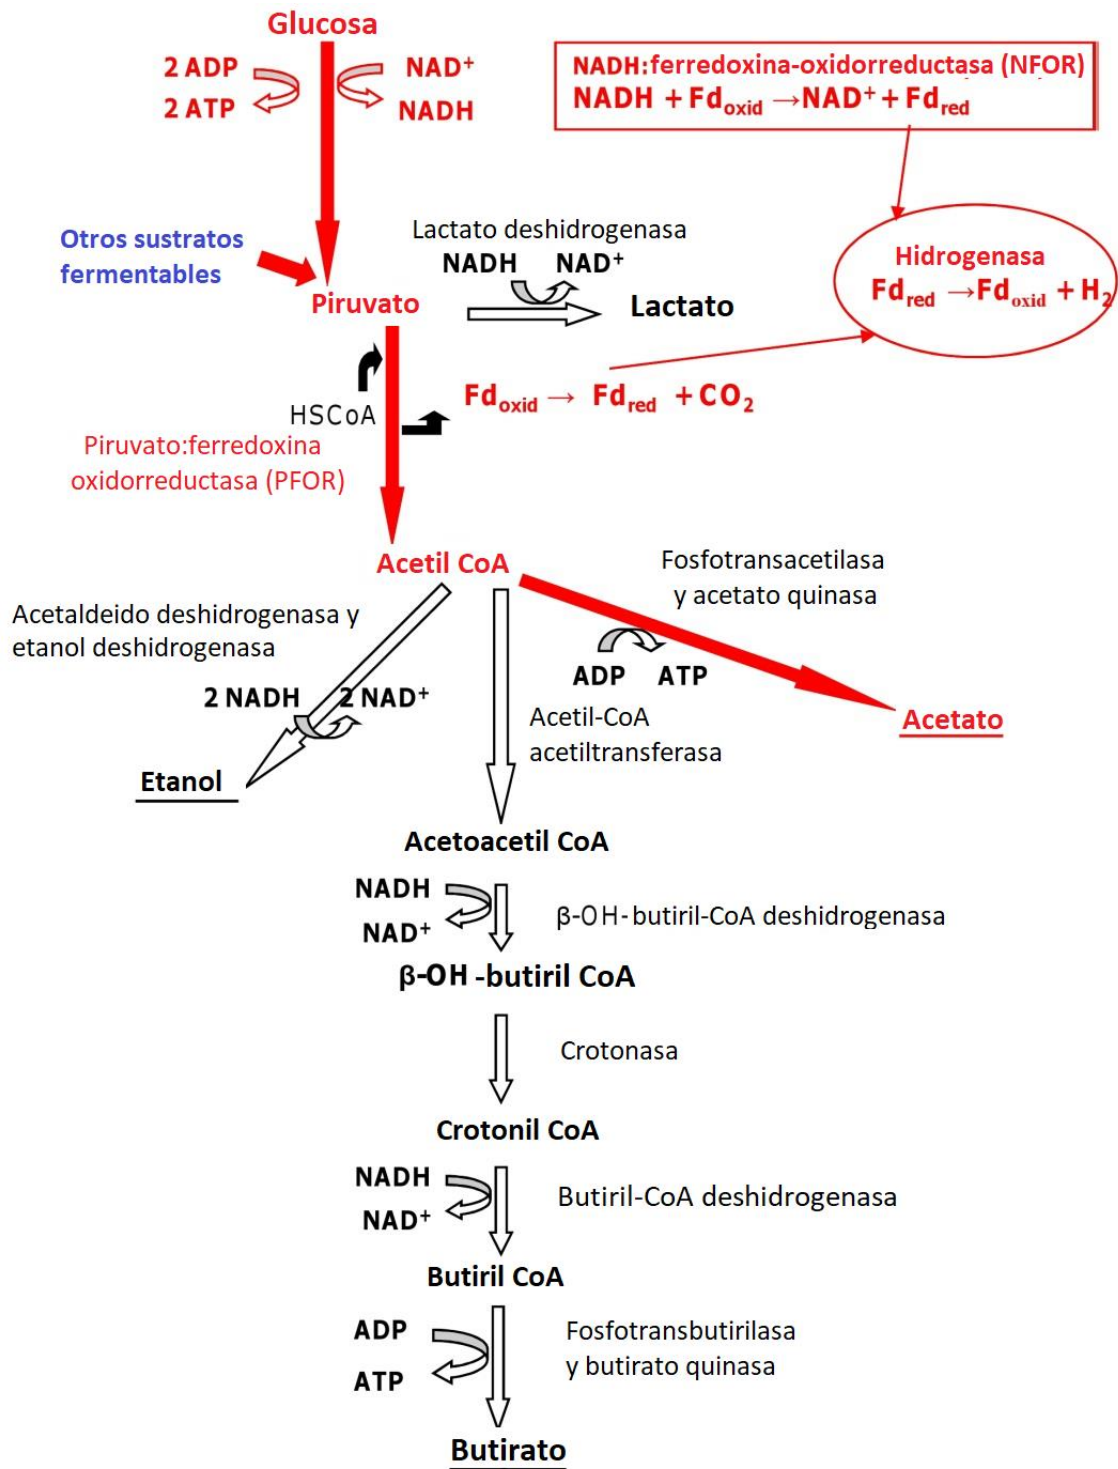 Glucosa
2 ADP
2 ATP
NAD⁺
NADH
NADH:ferredoxina-oxidorreductasa (NFOR)
NADH + Fdoxid →NAD⁺ + Fdred
Otros sustratos
fermentables
Lactato deshidrogenasa
NADH NAD⁺
Hidrogenasa
Fdred →Fdoxid + H₂
Piruvato
Lactato
HSCoA
Fdoxid → Fdred + CO₂
Piruvato:ferredoxina
oxidorreductasa (PFOR)
Acetil CoA
Fosfotransacetilasa
y acetato quinasa
Acetaldeido deshidrogenasa y
etanol deshidrogenasa
ADP ATP
2 NADH 2 NAD⁺
Acetil-CoA
acetiltransferasa
Acetato
Etanol
Acetoacetil CoA
NADH
NAD⁺
β-OH-butiril-CoA deshidrogenasa
β-OH -butiril CoA
Crotonasa
Crotonil CoA
NADH
NAD⁺
Butiril-CoA deshidrogenasa
Butiril CoA
ADP
ATP
Fosfotransbutirilasa
y butirato quinasa
Butirato